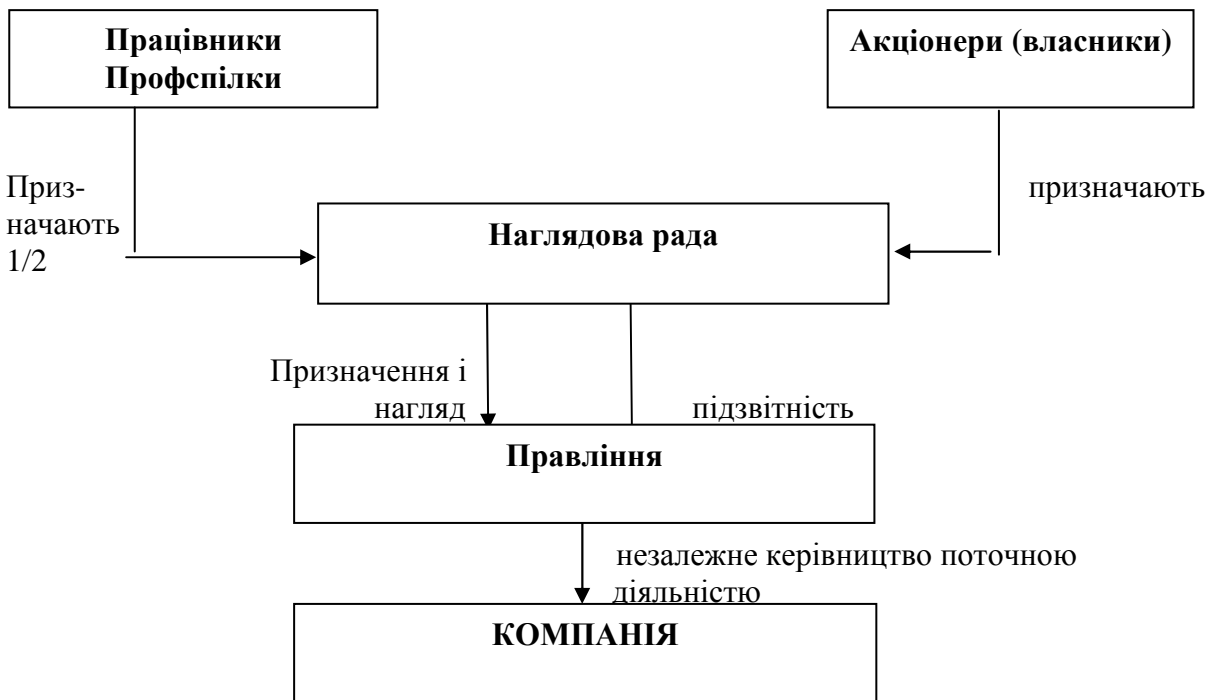 Працівники
Профспілки
Акціонери (власники)
Приз-
начають
1/2
призначають
Наглядова рада
Призначення і
нагляд
підзвітність
Правління
незалежне керівництво поточною
діяльністю
КОМПАНІЯ